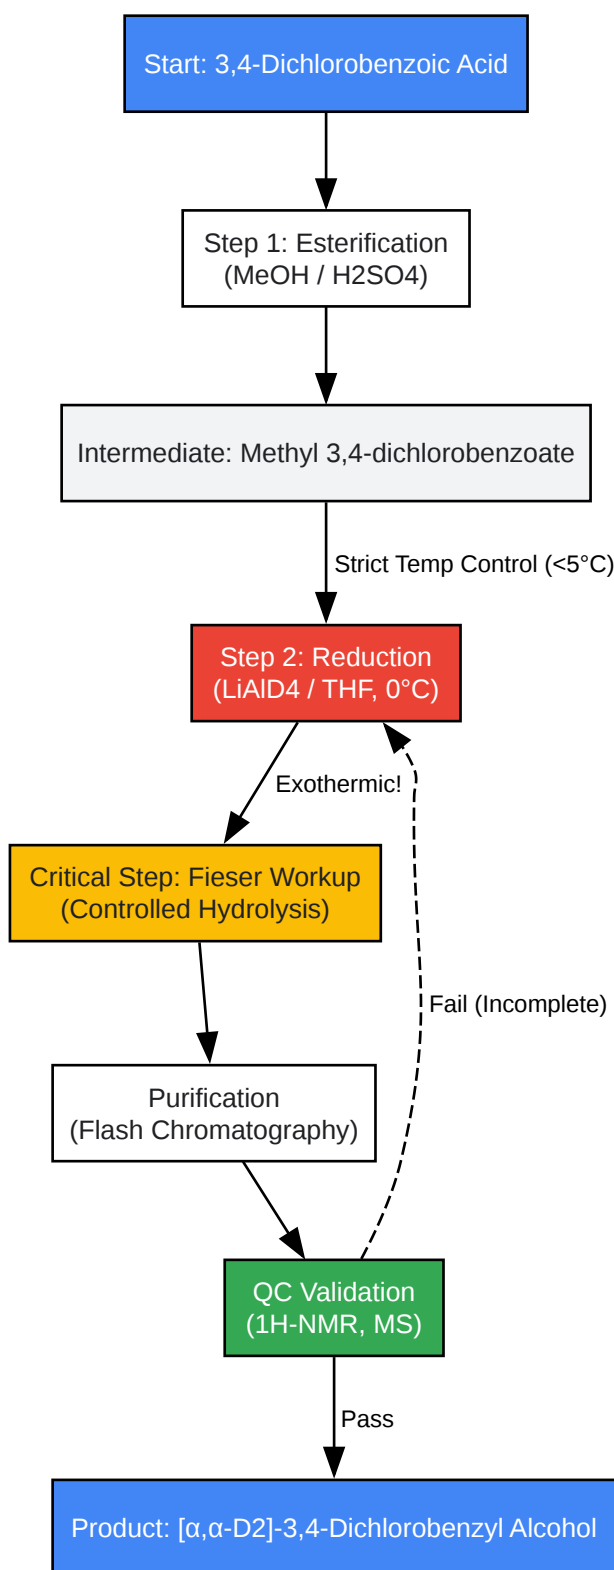 Start: 3,4-Dichlorobenzoic Acid
Step 1: Esterification
(MeOH / H2SO4)
Intermediate: Methyl 3,4-dichlorobenzoate
Strict Temp Control (<5°C)
Step 2: Reduction
(LiAlD4 / THF, 0°C)
Exothermic!
Critical Step: Fieser Workup
(Controlled Hydrolysis)
Fail (Incomplete)
Purification
(Flash Chromatography)
QC Validation
(1H-NMR, MS)
Pass
Product: [α,α-D2]-3,4-Dichlorobenzyl Alcohol